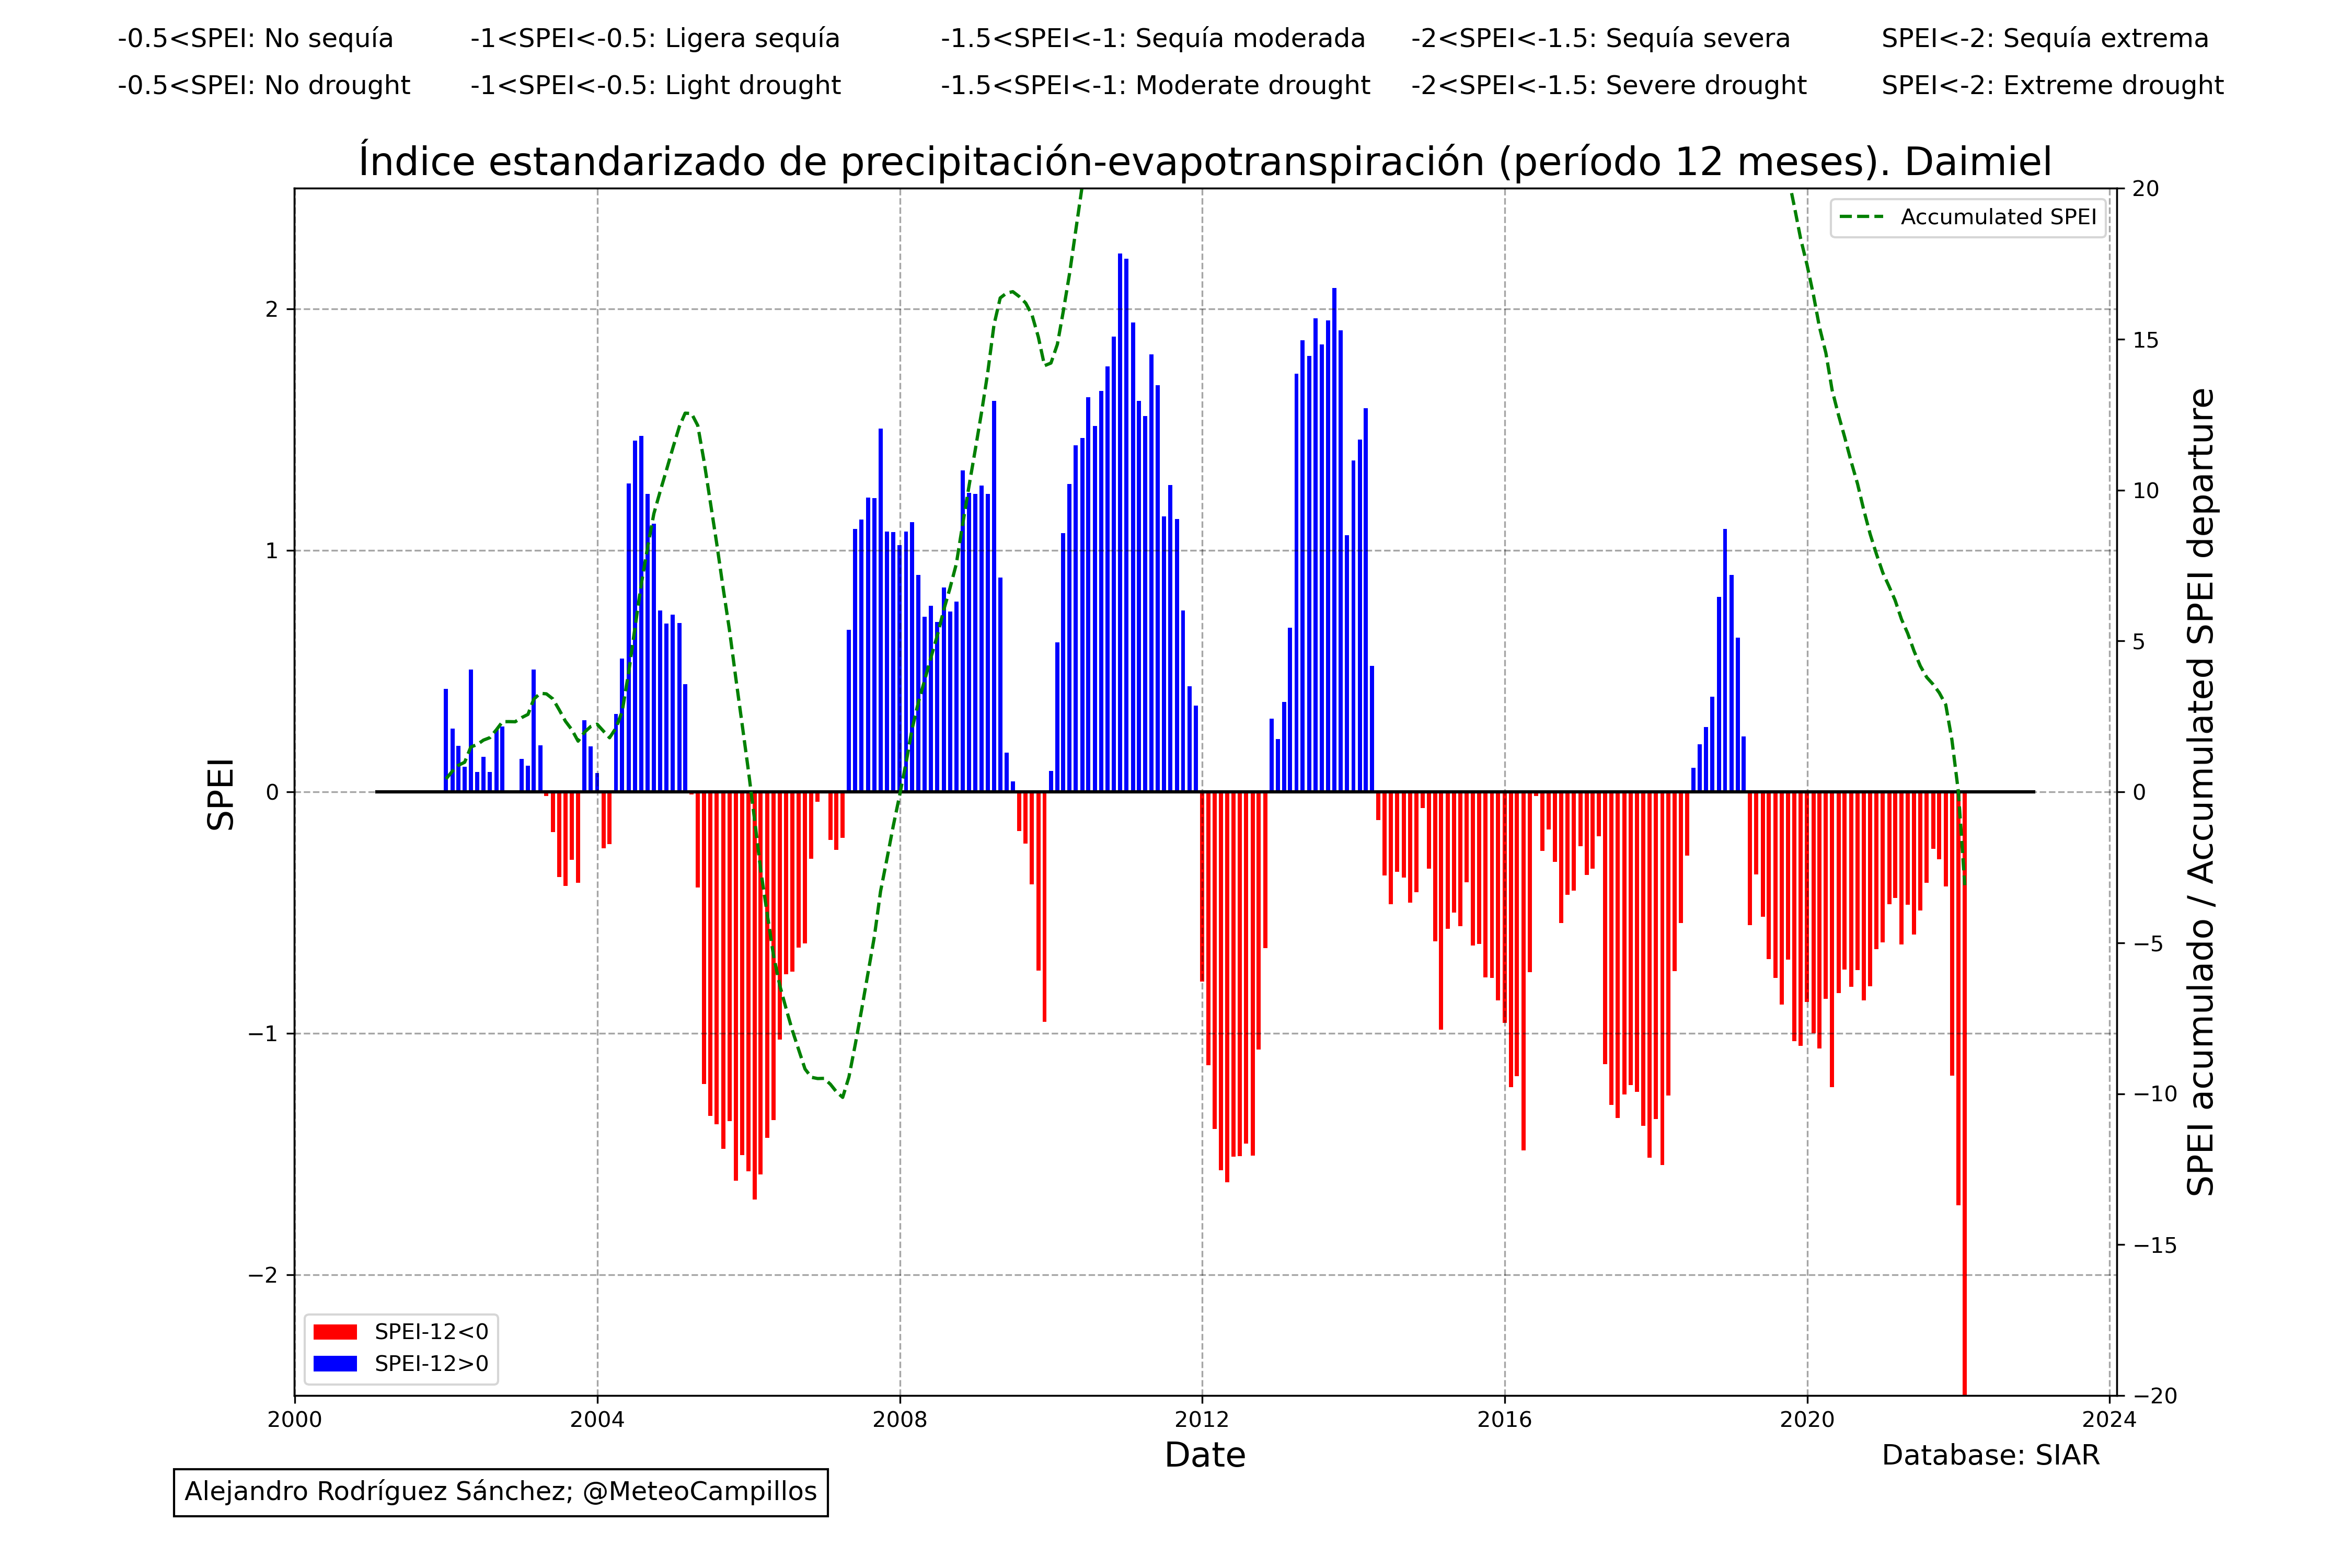 -0.5<SPEI: No sequía -1<SPEI<-0.5: Ligera sequía -1.5<SPEI<-1: Sequía moderada -2<SPEI<-1.5: Sequía severa SPEI<-2: Sequía extrema
-0.5<SPEI: No drought -1<SPEI<-0.5: Light drought -1.5<SPEI<-1: Moderate drought -2<SPEI<-1.5: Severe drought SPEI<-2: Extreme drought
Índice estandarizado de precipitación-evapotranspiración (período 12 meses). Daimiel
Accumulated SPEI
SPEI
2
1
0
−1
−2
20
15
10
5
0
−5
−10
−15
−20
SPEI acumulado / Accumulated SPEI departure
SPEI-12<0
SPEI-12>0
2000 2004 2008 2012 2016 2020 2024
Date
Database: SIAR
Alejandro Rodríguez Sánchez; @MeteoCampillos